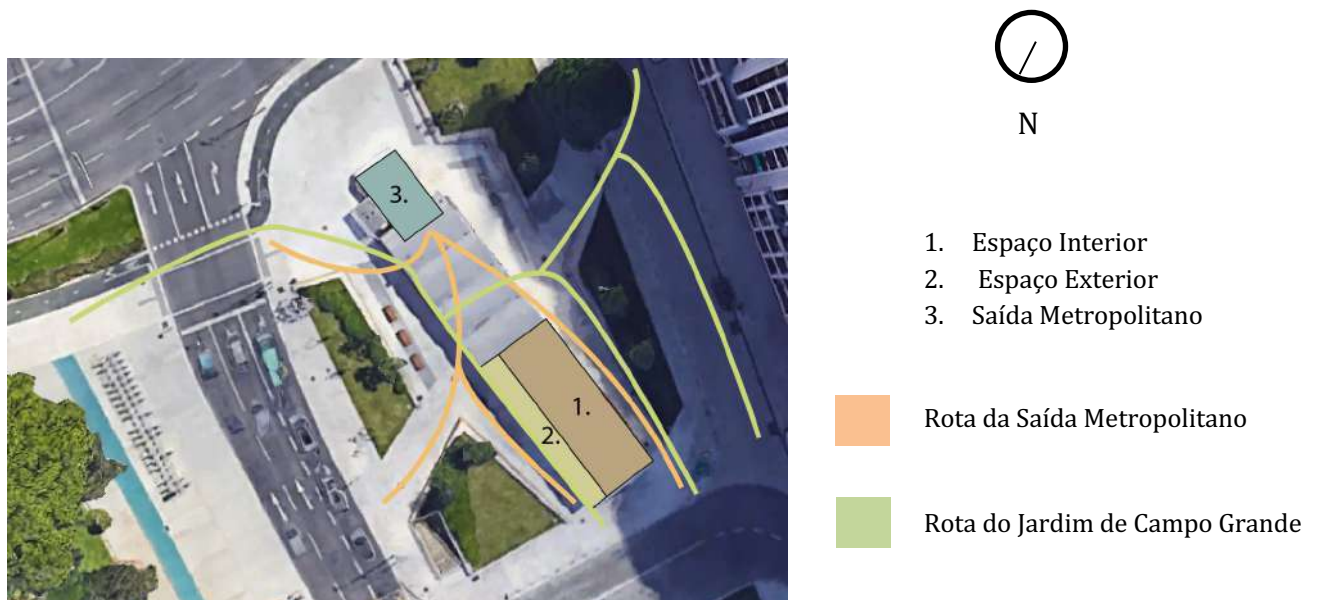 N
3.
1.
2.
1. Espaço Interior
2. Espaço Exterior
3. Saída Metropolitano
Rota da Saída Metropolitano
Rota do Jardim de Campo Grande